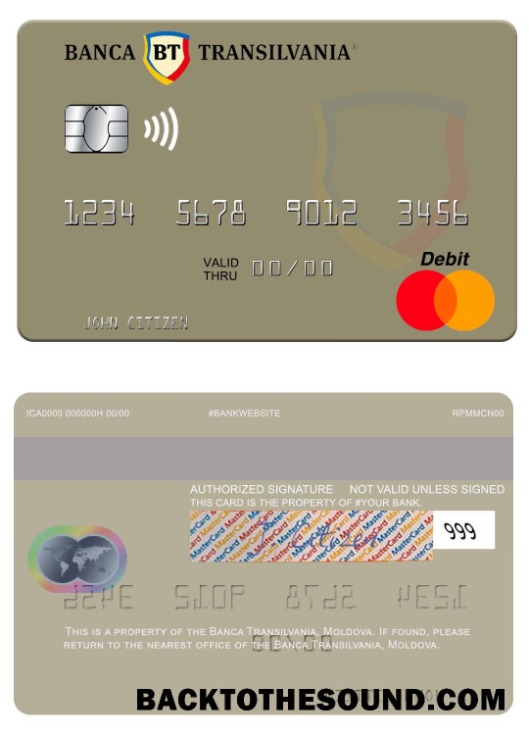 BANCA BT TRANSILVANIA®
1234 5678 9012 3456
VALID THRU 00/00
Debit
JOHN CITIZEN
ICA0000 000000H 00/00 #BANKWEBSITE RPMMCN00
AUTHORIZED SIGNATURE NOT VALID UNLESS SIGNED
THIS CARD IS THE PROPERTY OF #YOUR BANK.
MasterCard MasterCard MasterCard
999
THIS IS A PROPERTY OF THE BANCA TRANSILVANIA, MOLDOVA. IF FOUND, PLEASE
RETURN TO THE NEAREST OFFICE OF THE BANCA TRANSILVANIA, MOLDOVA.
BACKTOTHESOUND.COM